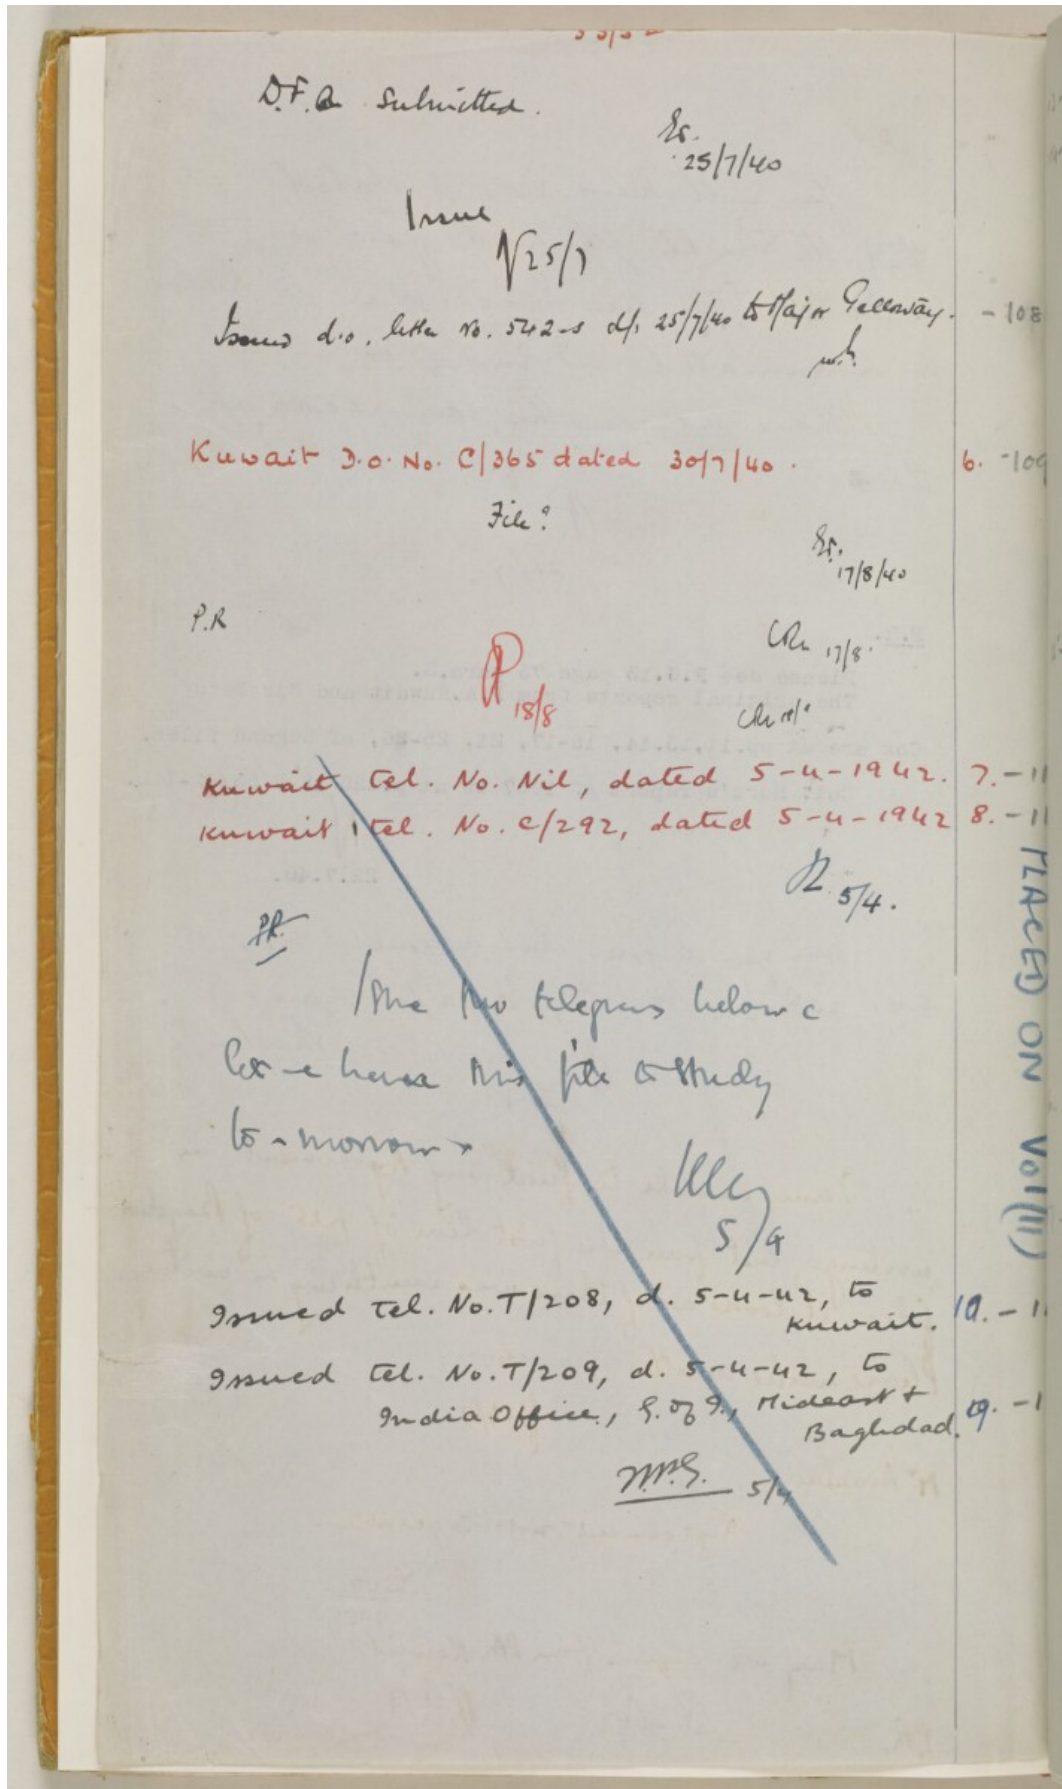 D.F.A Submitted.
25/7/40
Issue
25/7
Issued d.o. letter No. 542-S d/. 25/7/40 to Major Galloway. - 108
Kuwait D.O. No. C/365 dated 30/7/40. 6. - 109
File?
17/8/40
P.R
17/8.
18/8
Kuwait tel. No. Nil, dated 5-4-1942. 7. - 11
Kuwait tel. No. C/292, dated 5-4-1942 8. - 11
5/4.
PR.
two telegrams below
let me have this file to study
to-morrow
5/4
Issued tel. No. T/208, d. 5-4-42, to
Kuwait. 10. - 1
Issued tel. No. T/209, d. 5-4-42, to
India Office, G. of I., Mideast +
Baghdad. 9. - 1
5/4
PLACED ON Vol(II)